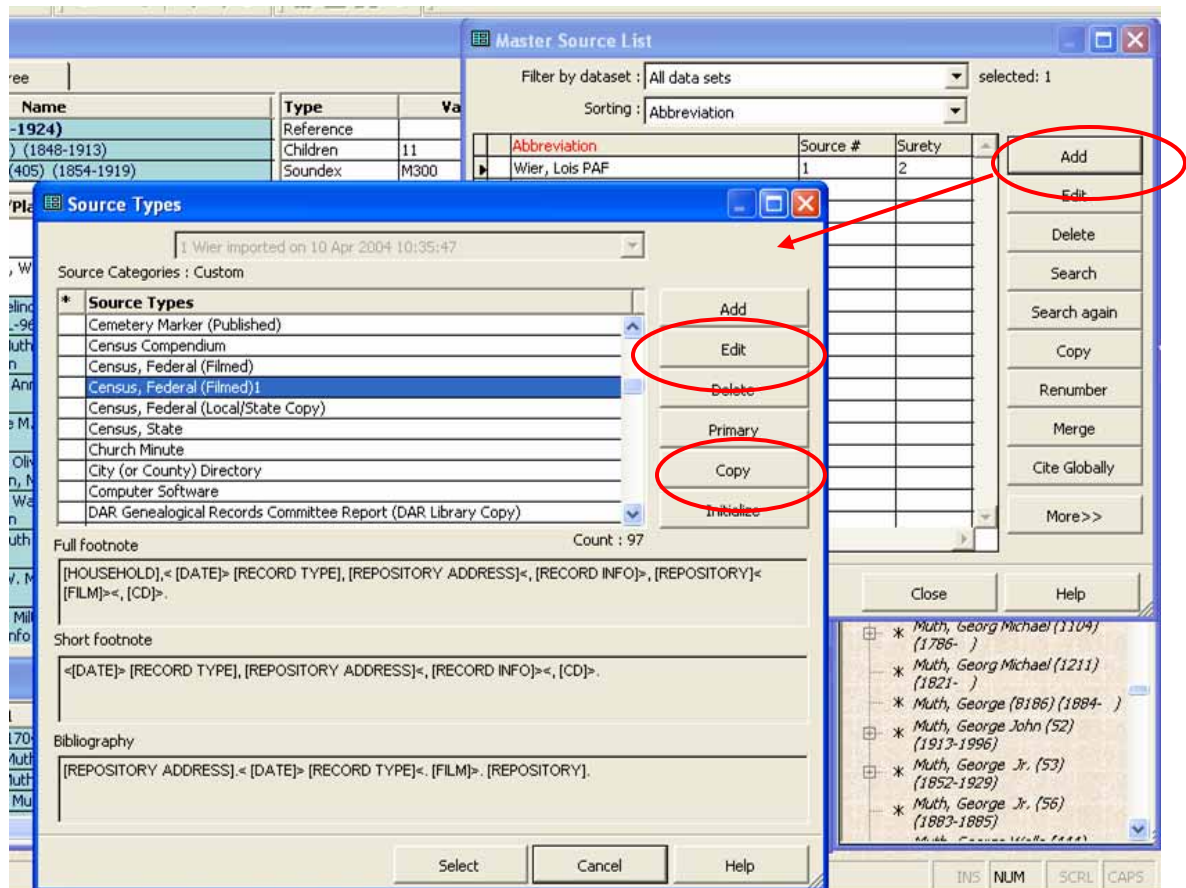 Master Source List
Filter by dataset : All data sets selected: 1
Sorting : Abbreviation
Abbreviation Source # Surety
Wier, Lois PAF 1 2
Add
Edit
Delete
Search
Search again
Copy
Renumber
Merge
Cite Globally
More>>
Close Help
ree
Name Type
-1924) Reference
(1848-1913) Children 11
(405) (1854-1919) Soundex M300
Source Types
1 Wier imported on 10 Apr 2004 10:35:47
Source Categories : Custom
* Source Types
Cemetery Marker (Published)
Census Compendium
Census, Federal (Filmed)
Census, Federal (Filmed)1
Census, Federal (Local/State Copy)
Census, State
Church Minute
City (or County) Directory
Computer Software
DAR Genealogical Records Committee Report (DAR Library Copy)
Add
Edit
Delete
Primary
Copy
Initialize
Count : 97
Full footnote
[HOUSEHOLD],< [DATE]> [RECORD TYPE], [REPOSITORY ADDRESS]<, [RECORD INFO]>, [REPOSITORY]<
[FILM]><, [CD]>.
Short footnote
<[DATE]> [RECORD TYPE], [REPOSITORY ADDRESS]<, [RECORD INFO]><, [CD]>.
Bibliography
[REPOSITORY ADDRESS].< [DATE]> [RECORD TYPE]<. [FILM]>. [REPOSITORY].
Select Cancel Help
* Muth, Georg Michael (1104)
(1786- )
* Muth, Georg Michael (1211)
(1821- )
* Muth, George (8186) (1884- )
* Muth, George John (52)
(1913-1996)
* Muth, George Jr. (53)
(1852-1929)
* Muth, George Jr. (56)
(1883-1885)
INS NUM SCRL CAPS